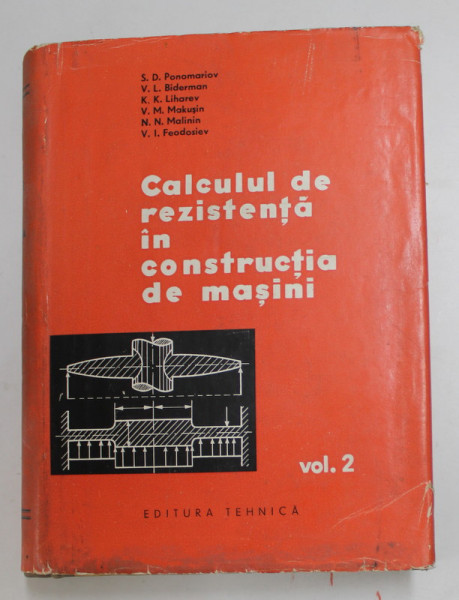 S. D. Ponomariov
V. L. Biderman
K. K. Liharev
V. M. Makușin
N. N. Malinin
V. I. Feodosiev
Calculul de
rezistență
în
construcția
de mașini
vol. 2
EDITURA TEHNICĂ